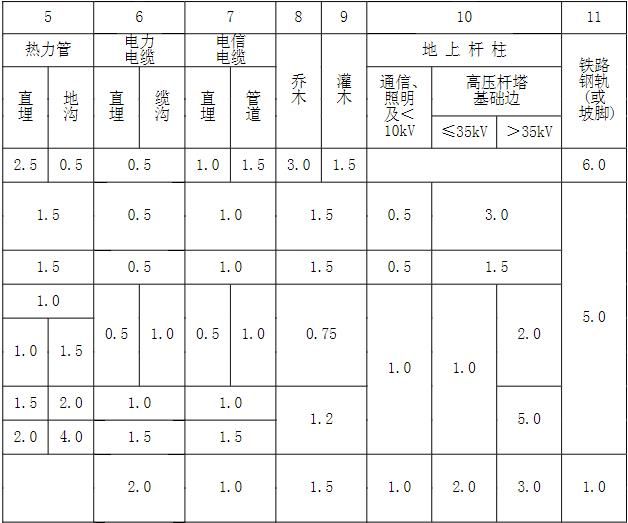 5 6 7 8 9 10 11
热力管 电力电缆 电信电缆 乔木 灌木 地上杆柱 铁路钢轨(或坡脚)
直埋 地沟 直埋 缆沟 直埋 管道 通信、照明及<10kV 高压杆塔基础边
≤35kV >35kV
2.5 0.5 0.5 1.0 1.5 3.0 1.5 6.0
1.5 0.5 1.0 1.5 0.5 3.0 5.0
1.5 0.5 1.0 1.5 0.5 1.5
1.0 0.5 1.0 0.5 1.0 0.75 1.0 1.0 2.0
1.0 1.5
1.5 2.0 1.0 1.0 1.2 5.0
2.0 4.0 1.5 1.5
2.0 1.0 1.5 1.0 2.0 3.0 1.0